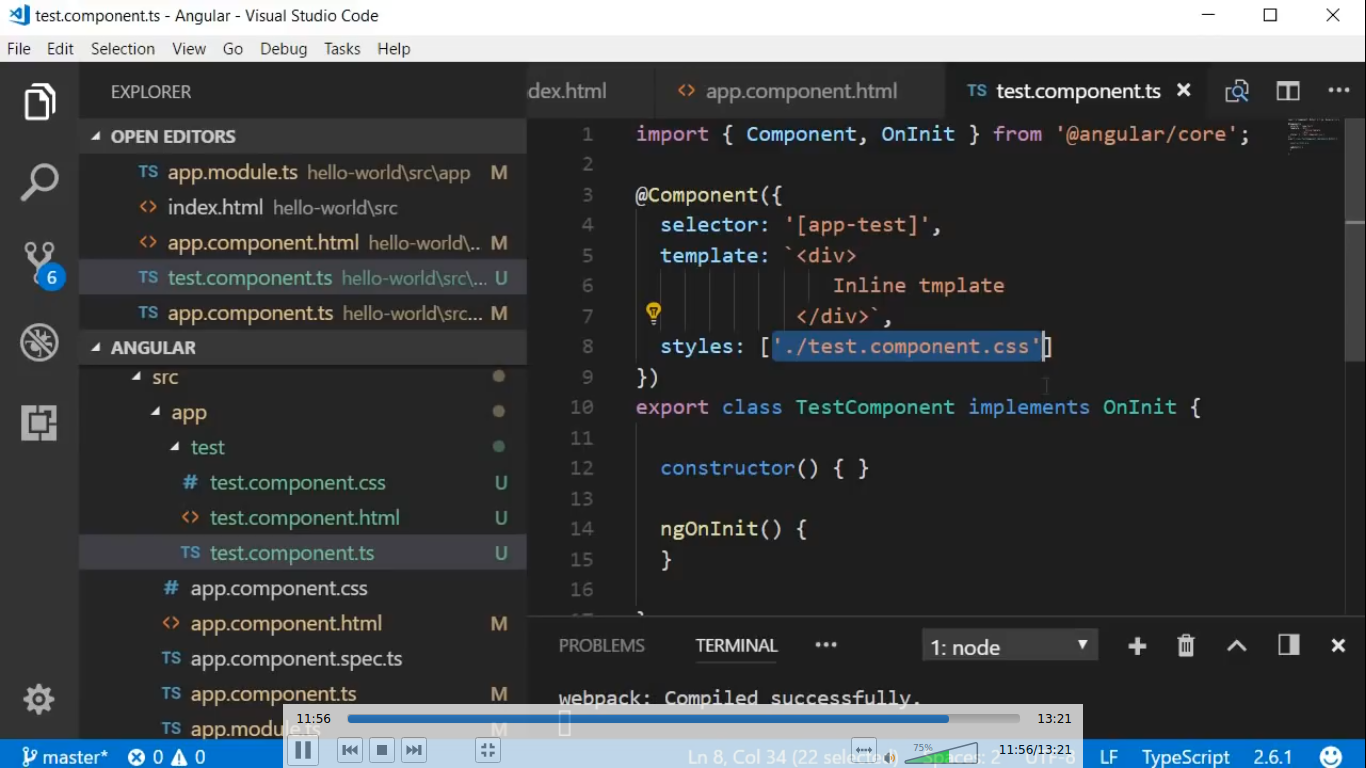 test.component.ts - Angular - Visual Studio Code
File Edit Selection View Go Debug Tasks Help
EXPLORER
dex.html app.component.html TS test.component.ts
OPEN EDITORS
TS app.module.ts hello-world\src\app M
<> index.html hello-world\src
<> app.component.html hello-world\.. M
TS test.component.ts hello-world\src\... U
TS app.component.ts hello-world\src... M
ANGULAR
src
app
test
# test.component.css U
<> test.component.html U
TS test.component.ts U
# app.component.css
<> app.component.html M
TS app.component.spec.ts
TS app.component.ts M
TS app.module.ts M
6
1 import { Component, OnInit } from '@angular/core';
2
3 @Component({
4 selector: '[app-test]',
5 template: `<div>
6 Inline tmplate
7 </div>`,
8 styles: ['./test.component.css']
9 })
10 export class TestComponent implements OnInit {
11
12 constructor() { }
13
14 ngOnInit() {
15 }
16
PROBLEMS TERMINAL ••• 1: node
webpack: Compiled successfully.
11:56 13:21
75% 11:56/13:21
master* 0 0 Ln 8, Col 34 (22 selected) Spaces: 2 UTF-8 LF TypeScript 2.6.1